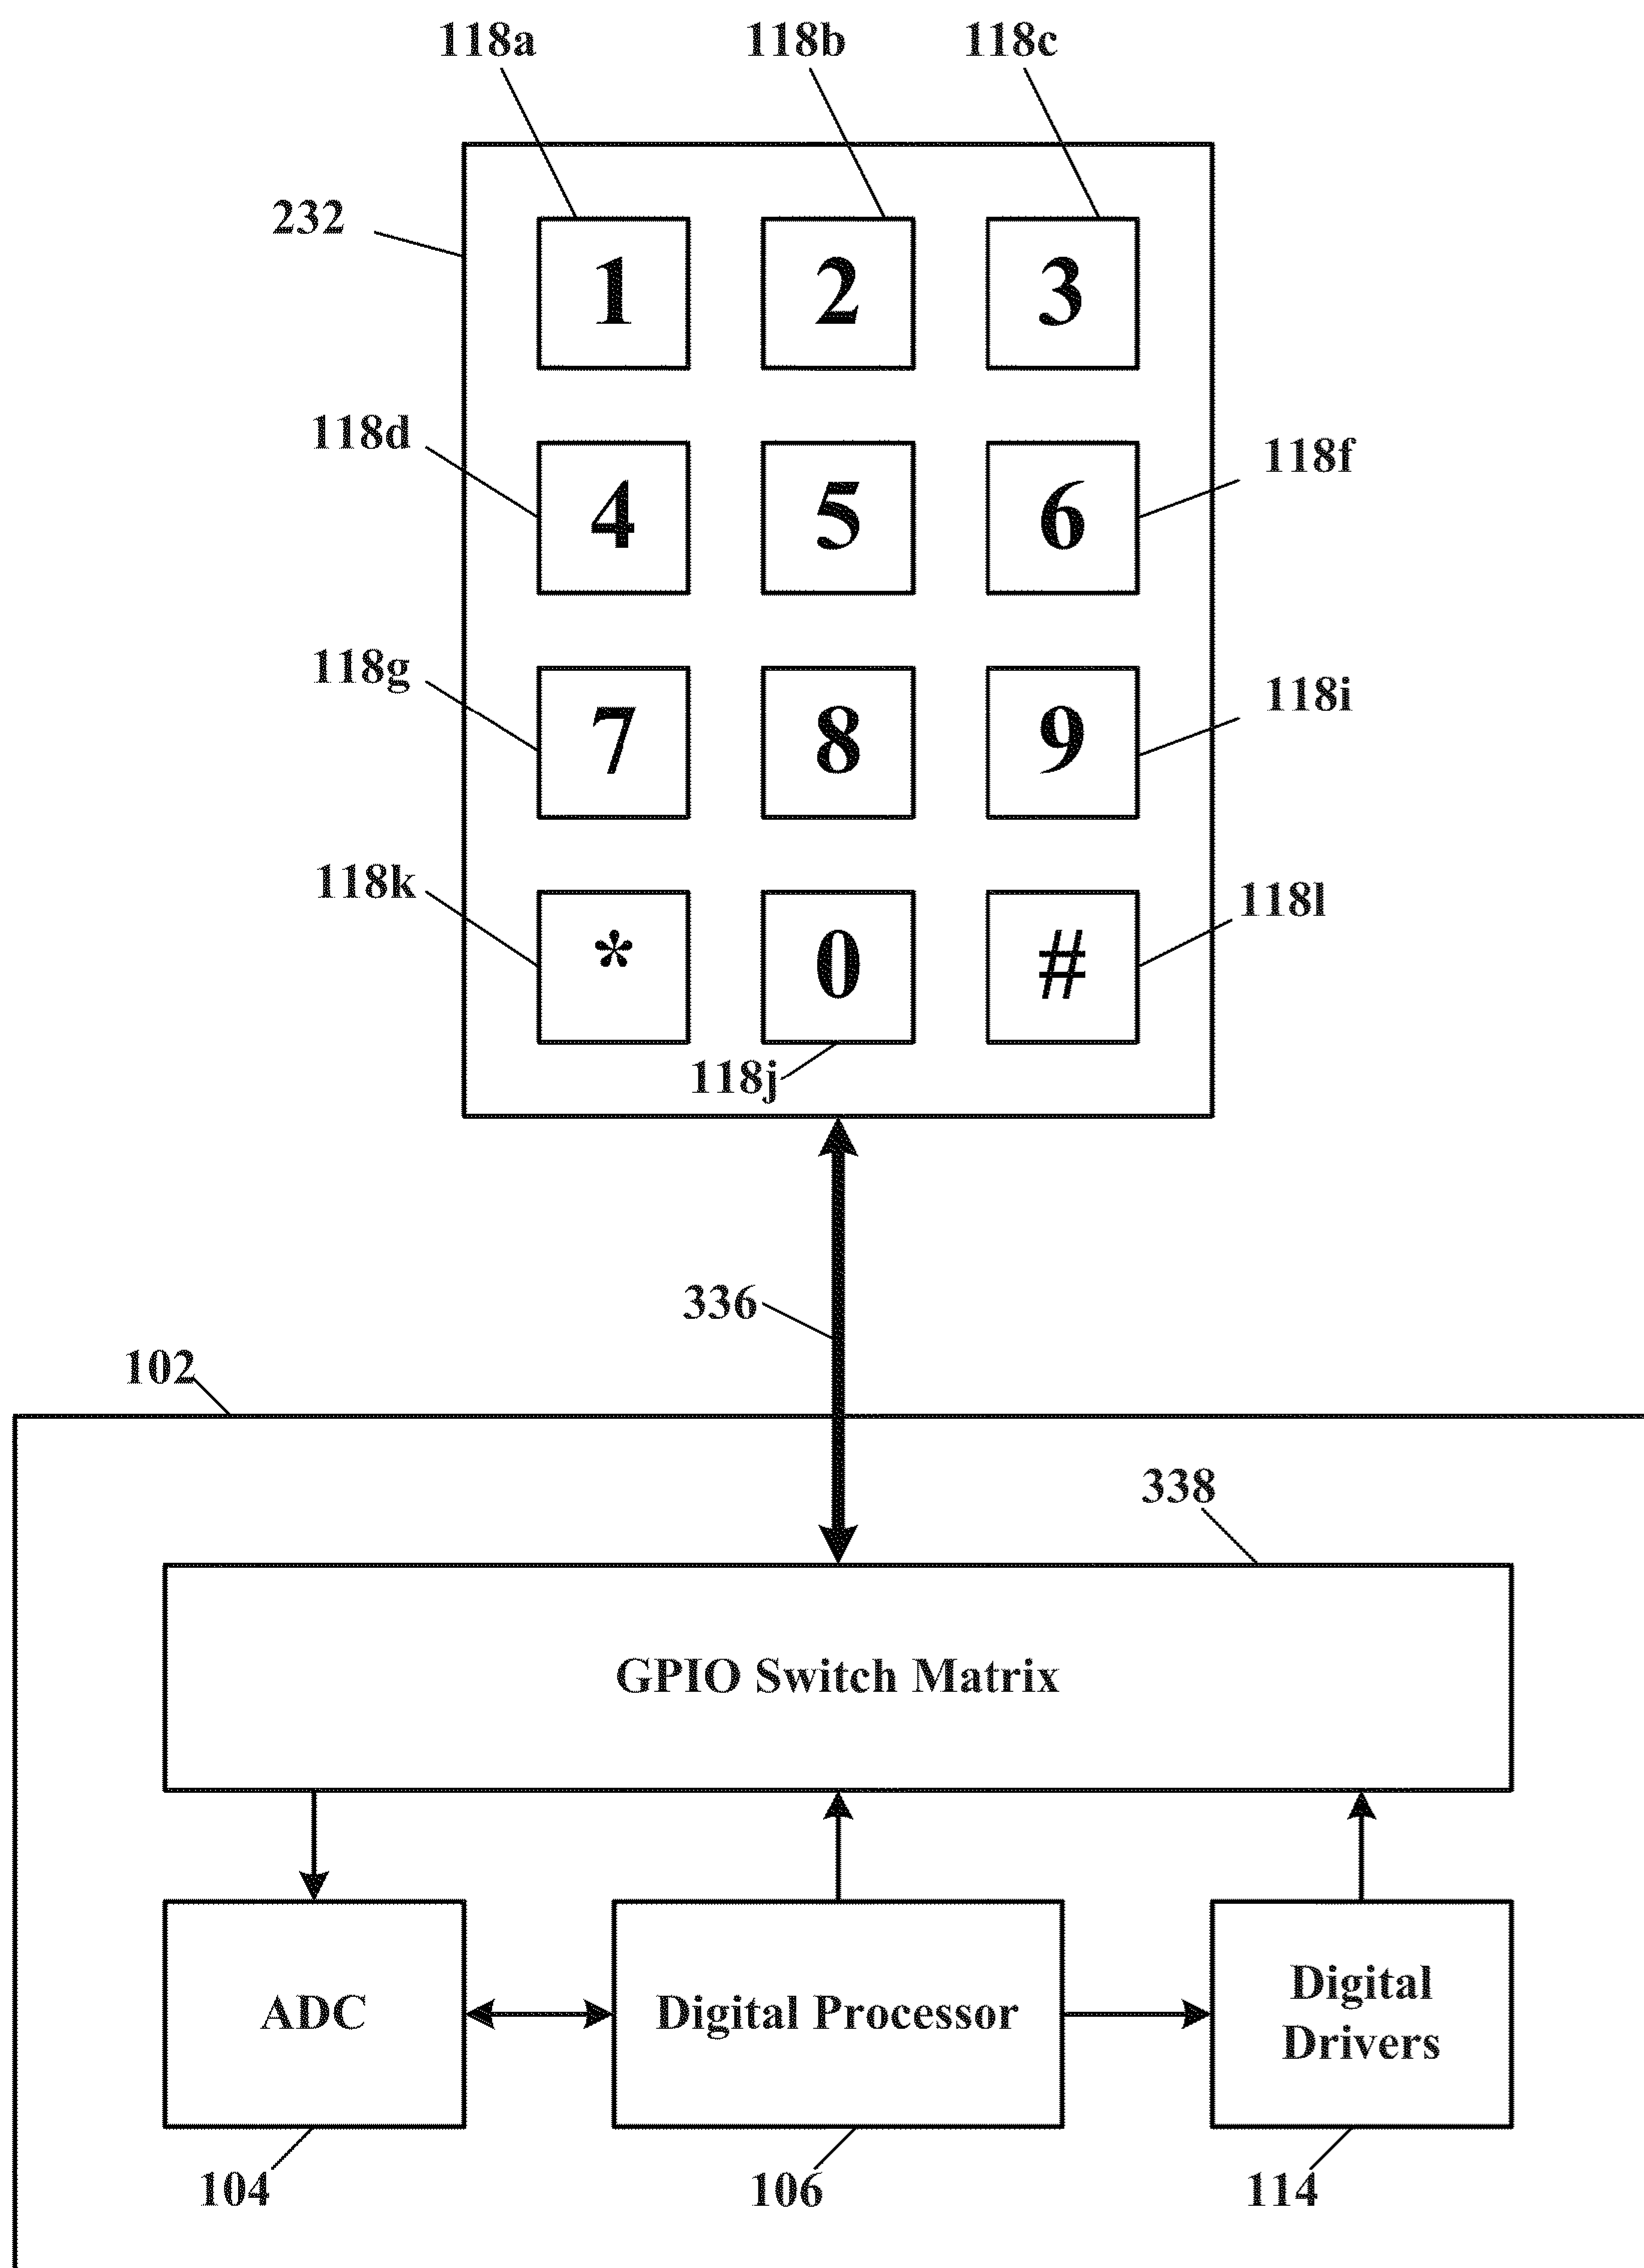 118a 118b 118c
232
1 2 3
118d
118f
4 5 6
118g
118i
7 8 9
118k
118l
* 0 #
118j
336
102
338
GPIO Switch Matrix
ADC
Digital Processor
Digital
Drivers
104 106 114